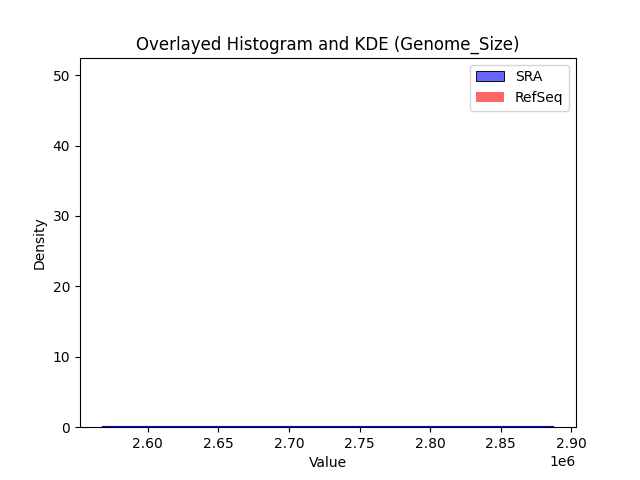 Overlayed Histogram and KDE (Genome_Size)
SRA
RefSeq
Density
50
40
30
20
10
0
2.60 2.65 2.70 2.75 2.80 2.85 2.90
1e6
Value